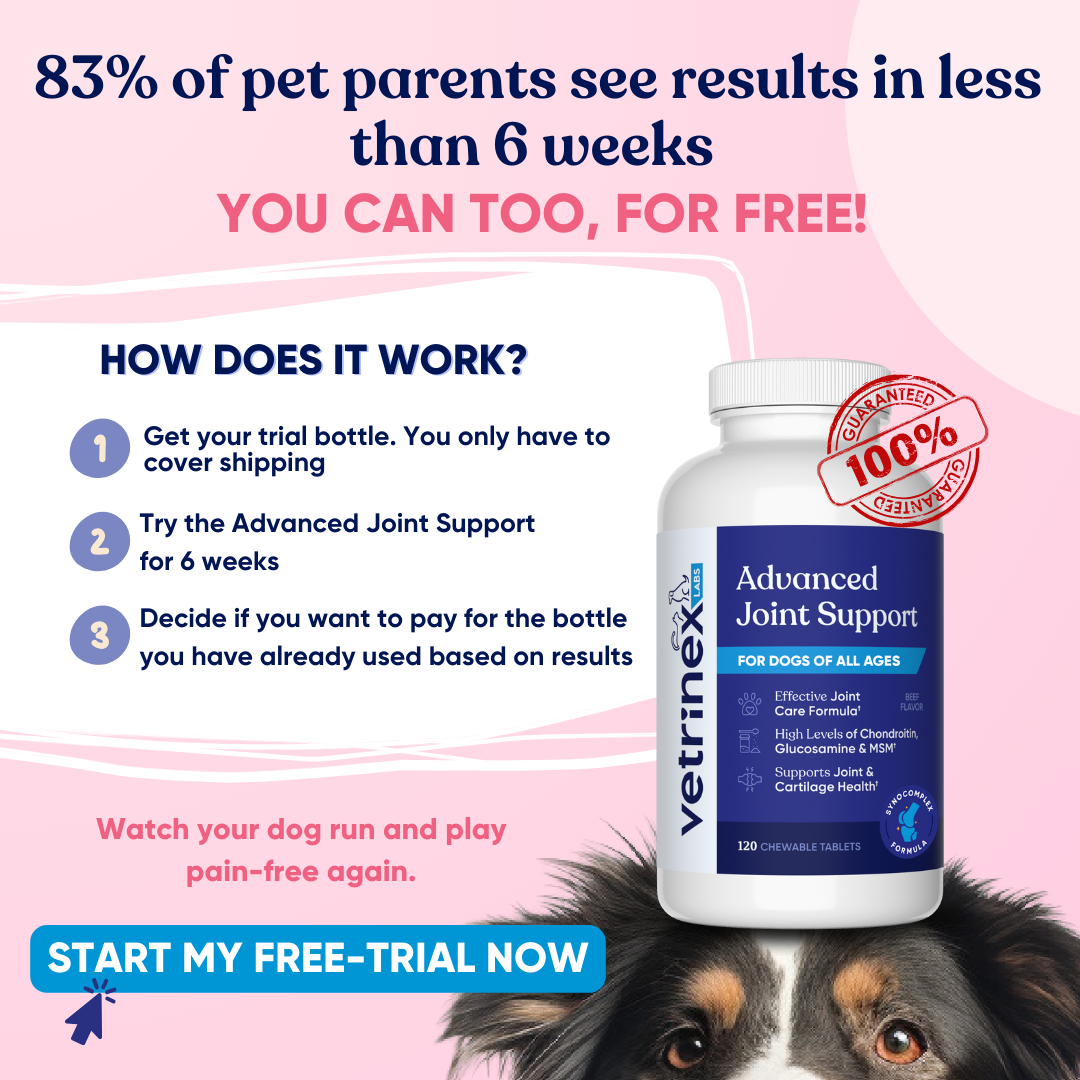 83% of pet parents see results in less
than 6 weeks
YOU CAN TOO, FOR FREE!
HOW DOES IT WORK?
1
Get your trial bottle. You only have to
cover shipping
2
Try the Advanced Joint Support
for 6 weeks
3
Decide if you want to pay for the bottle
you have already used based on results
Watch your dog run and play
pain-free again.
START MY FREE-TRIAL NOW
GUARANTEED
100%
GUARANTEED
vetrinex
LABS
Advanced
Joint Support
FOR DOGS OF ALL AGES
Effective Joint
Care Formula†
BEEF
FLAVOR
High Levels of Chondroitin,
Glucosamine & MSM†
Supports Joint &
Cartilage Health†
SYNOCOMPLEX
FORMULA
120 CHEWABLE TABLETS